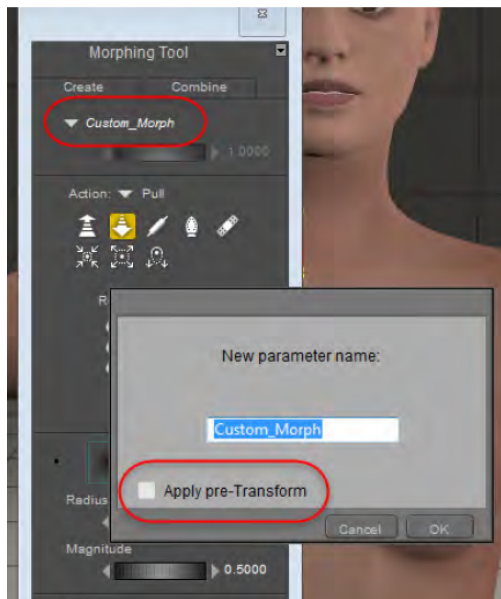 Morphing Tool
Create Combine
Custom_Morph
1.0000
Action: Pull
New parameter name:
Custom_Morph
Apply pre-Transform
Radius
Cancel OK
Magnitude
0.5000